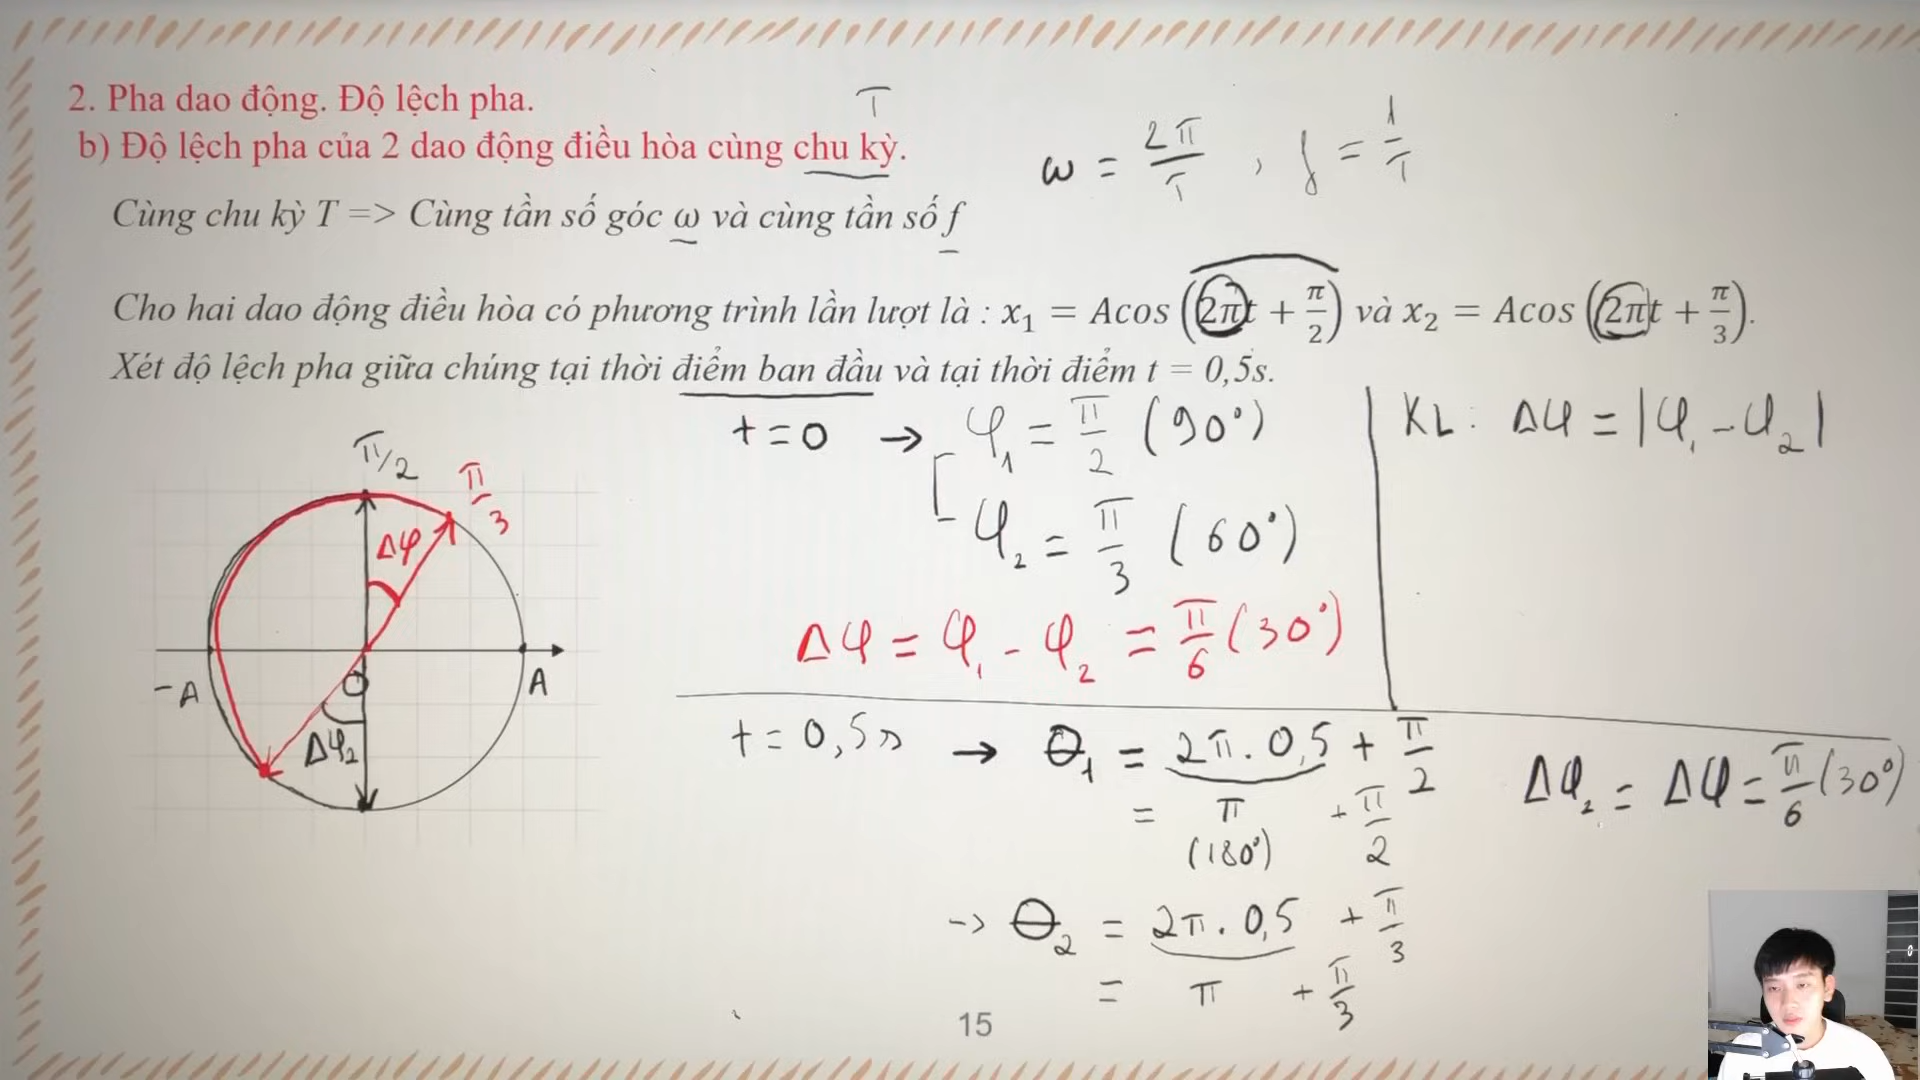 2. Pha dao động. Độ lệch pha.
T
b) Độ lệch pha của 2 dao động điều hòa cùng chu kỳ.
ω = 2π/T , f = 1/T
Cùng chu kỳ T => Cùng tần số góc ω và cùng tần số f
Cho hai dao động điều hòa có phương trình lần lượt là : x₁ = Acos (2πt + π/2) và x₂ = Acos (2πt + π/3).
Xét độ lệch pha giữa chúng tại thời điểm ban đầu và tại thời điểm t = 0,5s.
t = 0 → φ₁ = π/2 (90°)
φ₂ = π/3 (60°)
Δφ = φ₁ - φ₂ = π/6 (30°)
KL: Δφ = |φ₁ - φ₂|
π/2
π/3
Δφ
-A
O
A
Δφ₂
t = 0,5s → θ₁ = 2π. 0,5 + π/2
= π + π/2
(180°)
Δφ₂ = Δφ = π/6 (30°)
-> θ₂ = 2π. 0,5 + π/3
= π + π/3
15